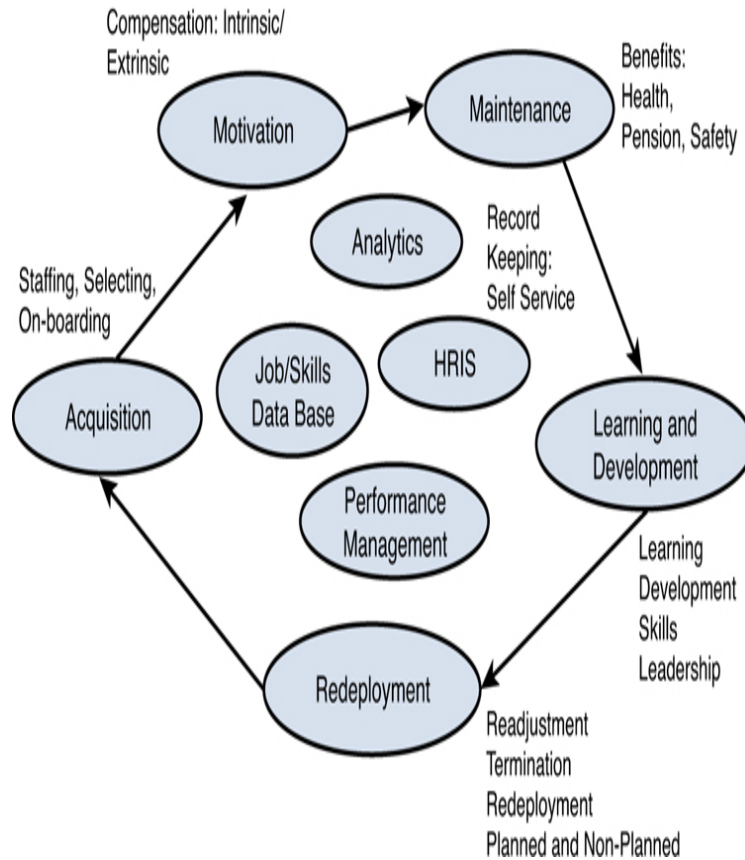 Compensation: Intrinsic/
Extrinsic
Motivation
Maintenance
Benefits:
Health,
Pension, Safety
Analytics
Record
Keeping:
Self Service
Staffing, Selecting,
On-boarding
Acquisition
Job/Skills
Data Base
HRIS
Learning and
Development
Performance
Management
Learning
Development
Skills
Leadership
Redeployment
Readjustment
Termination
Redeployment
Planned and Non-Planned